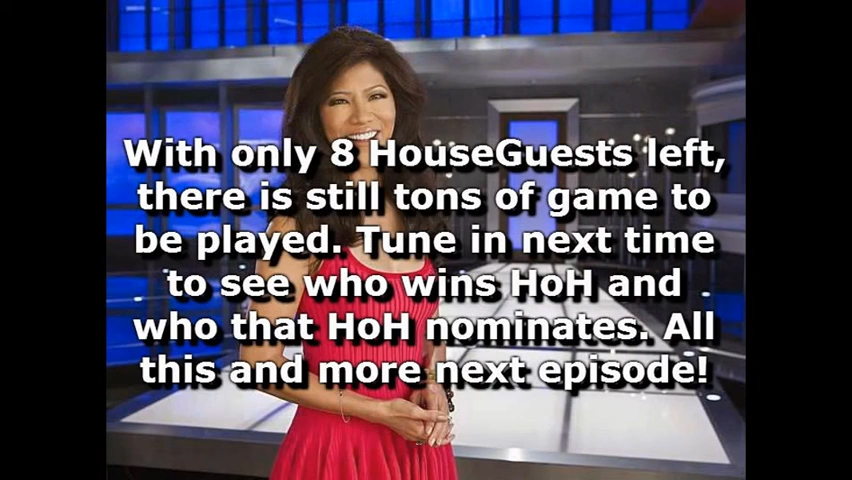 With only 8 HouseGuests left,
there is still tons of game to
be played. Tune in next time
to see who wins HoH and
who that HoH nominates. All
this and more next episode!